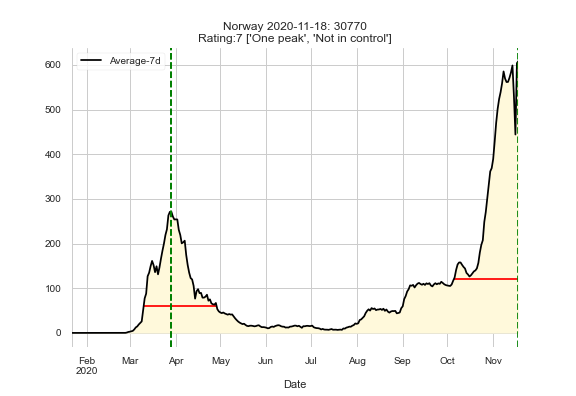 Norway 2020-11-18: 30770
Rating:7 ['One peak', 'Not in control']
Average-7d
600
500
400
300
200
100
0
Feb
2020
Mar
Apr
May
Jun
Jul
Aug
Sep
Oct
Nov
Date